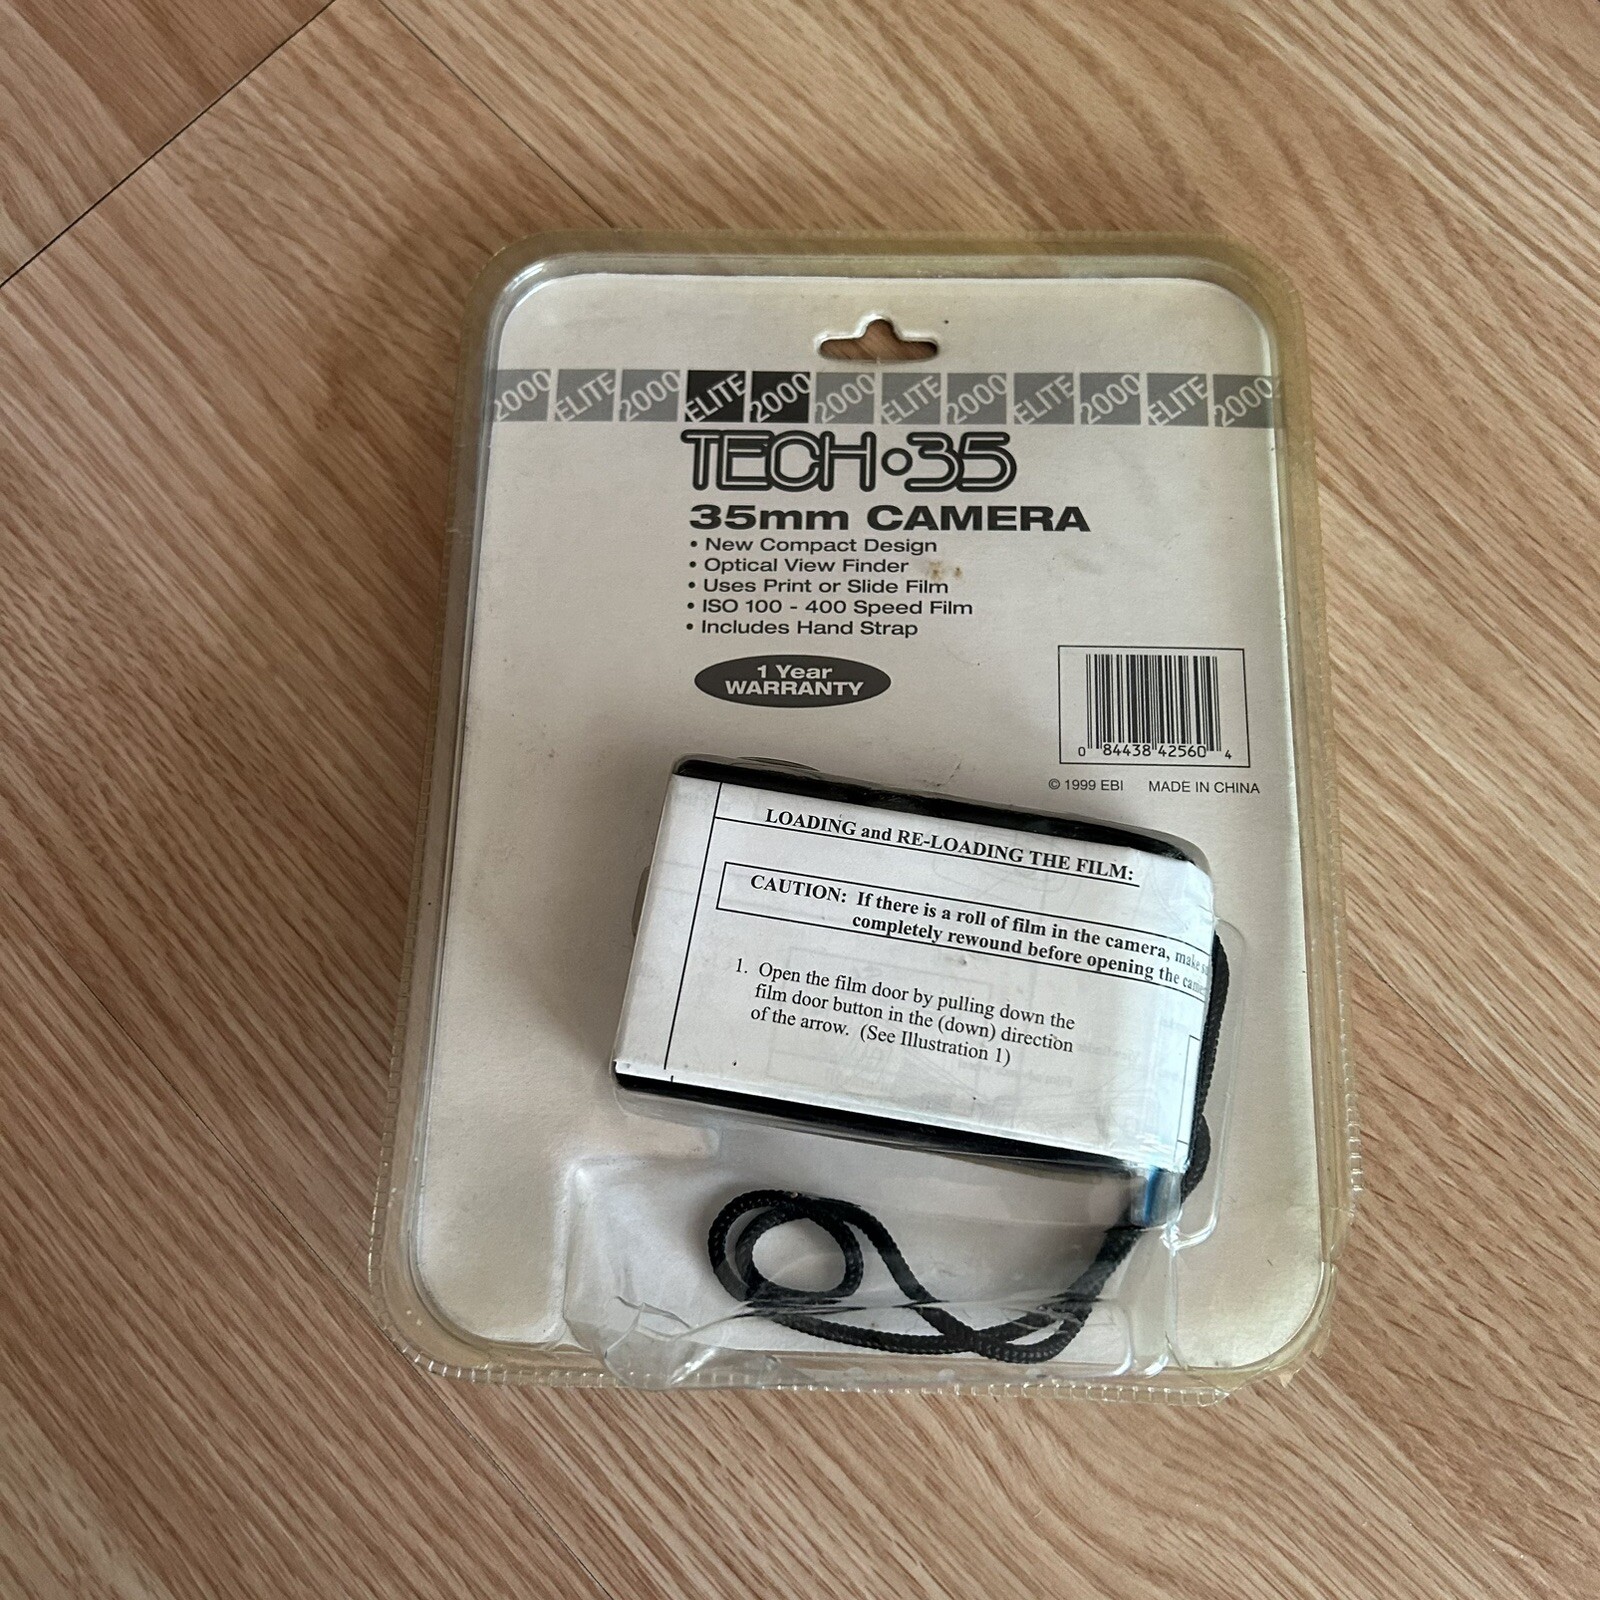 2000 ELITE 2000 ELITE 2000 2000 ELITE 2000 ELITE 2000 ELITE 2000
TECH•35
35mm CAMERA
• New Compact Design
• Optical View Finder
• Uses Print or Slide Film
• ISO 100 - 400 Speed Film
• Includes Hand Strap
1 Year
WARRANTY
0 84438 42560 4
© 1999 EBI MADE IN CHINA
LOADING and RE-LOADING THE FILM:
CAUTION: If there is a roll of film in the camera, make
completely rewound before opening the
1. Open the film door by pulling down the
film door button in the (down) direction
of the arrow. (See Illustration 1)